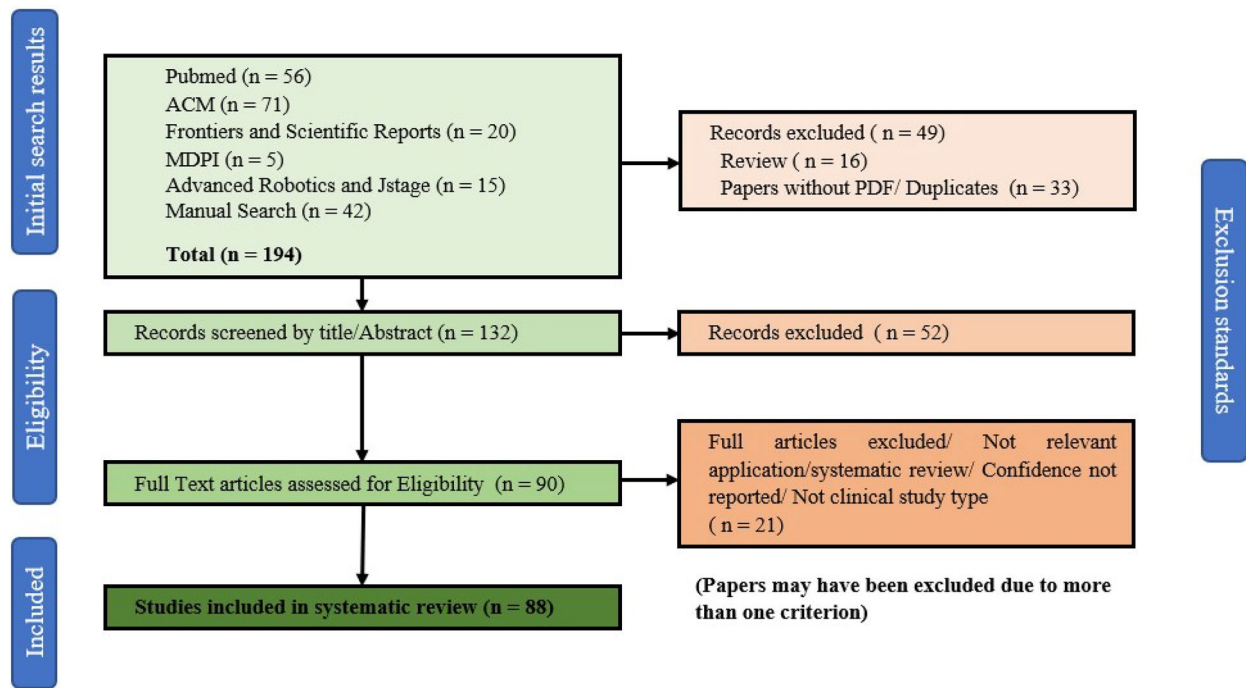 Initial search results
Pubmed (n = 56)
ACM (n = 71)
Frontiers and Scientific Reports (n = 20)
MDPI (n = 5)
Advanced Robotics and Jstage (n = 15)
Manual Search (n = 42)
Total (n = 194)
Records excluded ( n = 49)
Review ( n = 16)
Papers without PDF/ Duplicates (n = 33)
Exclusion standards
Eligibility
Records screened by title/Abstract (n = 132)
Records excluded ( n = 52)
Full Text articles assessed for Eligibility (n = 90)
Full articles excluded/ Not relevant
application/systematic review/ Confidence not
reported/ Not clinical study type
( n = 21)
Included
Studies included in systematic review (n = 88)
(Papers may have been excluded due to more
than one criterion)